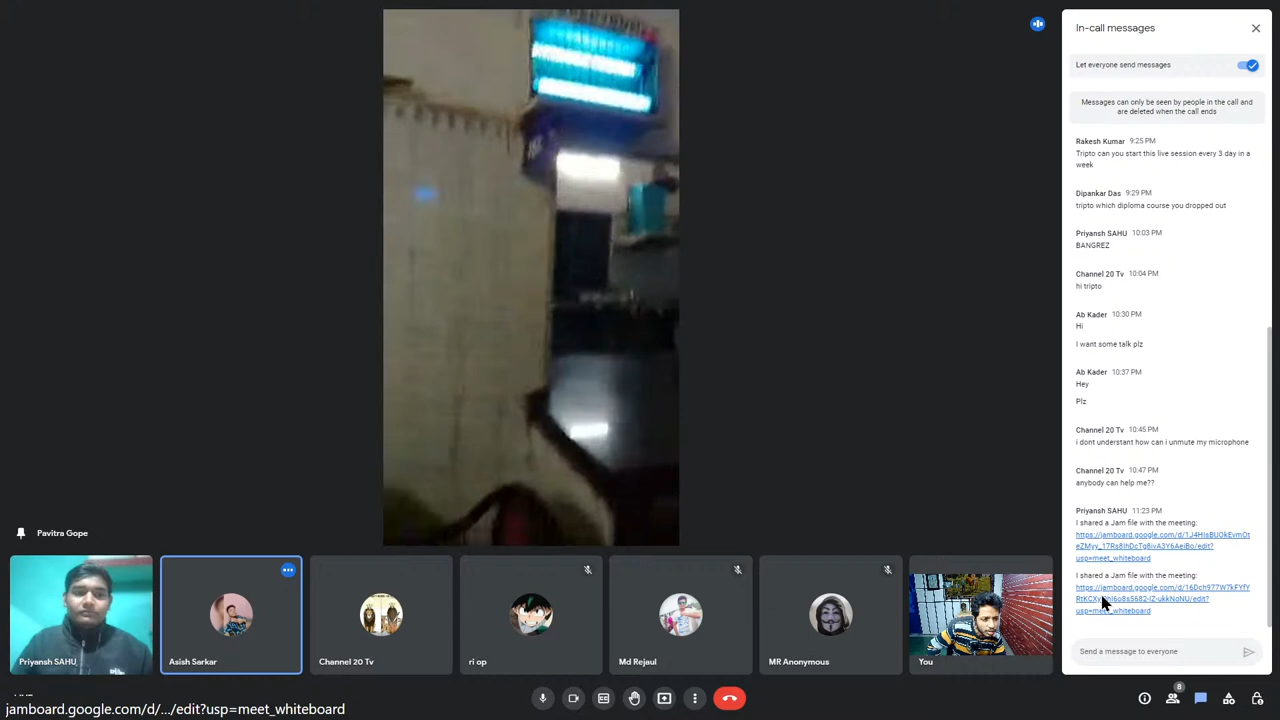 In-call messages
Let everyone send messages
Messages can only be seen by people in the call and
are deleted when the call ends
Rakesh Kumar 9:25 PM
Tripto can you start this live session every 3 day in a
week
Dipankar Das 9:29 PM
tripto which diploma course you dropped out
Priyansh SAHU 10:03 PM
BANGREZ
Channel 20 Tv 10:04 PM
hi tripto
Ab Kader 10:30 PM
Hi
I want some talk plz
Ab Kader 10:37 PM
Hey
Plz
Channel 20 Tv 10:45 PM
i dont understant how can i unmute my microphone
Channel 20 Tv 10:47 PM
anybody can help me??
Priyansh SAHU 11:23 PM
I shared a Jam file with the meeting:
usp=meet_whiteboard
I shared a Jam file with the meeting:
usp=meet_whiteboard
Send a message to everyone
Pavitra Gope
Priyansh SAHU
Asish Sarkar
Channel 20 Tv
ri op
Md Rejaul
MR Anonymous
You
8
jamboard.google.com/d/.../edit?usp=meet_whiteboard